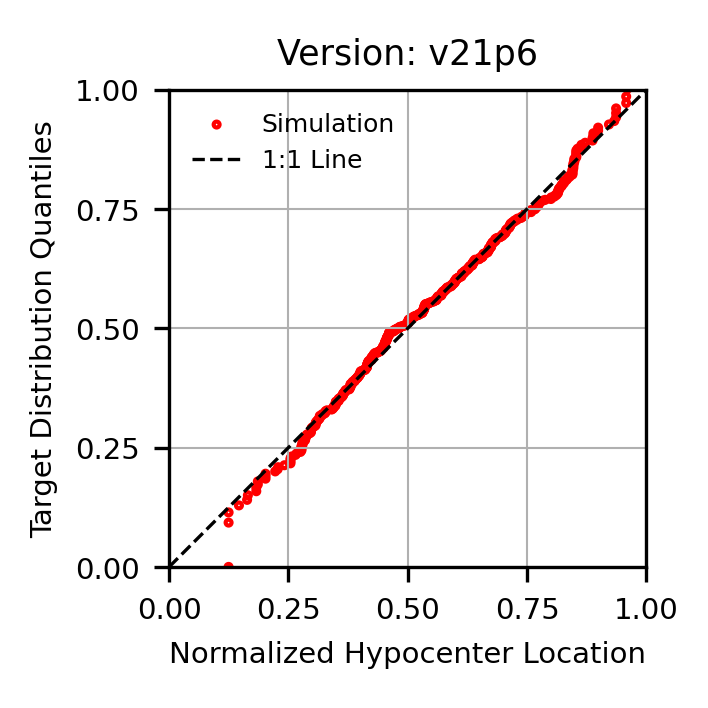 Version: v21p6
1.00
0.75
0.50
0.25
0.00
Target Distribution Quantiles
Simulation
1:1 Line
0.00 0.25 0.50 0.75 1.00
Normalized Hypocenter Location